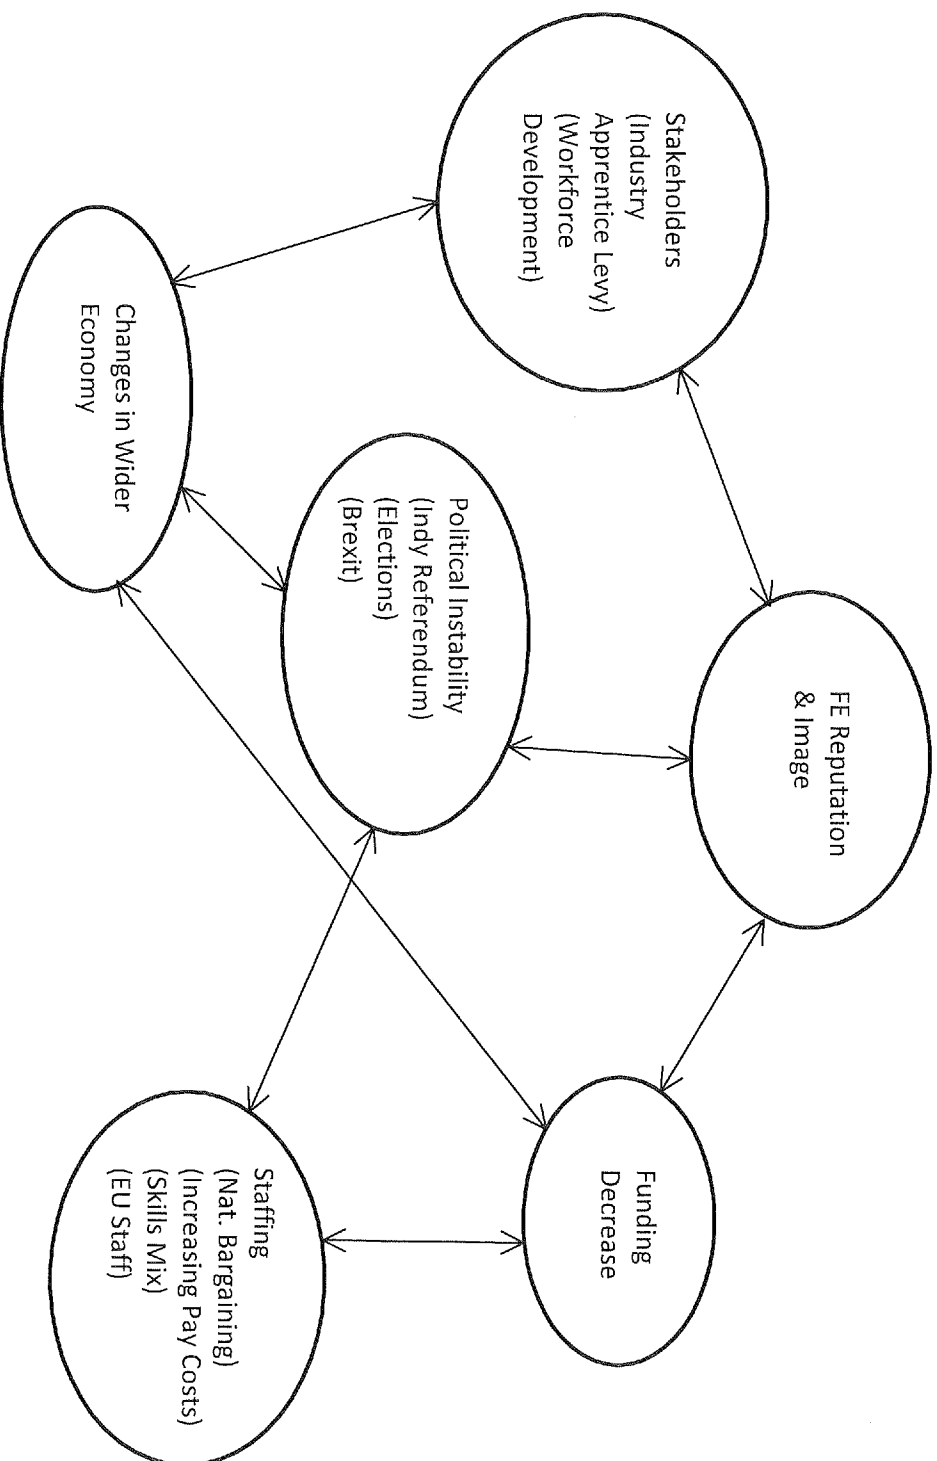 FE Reputation
& Image
Stakeholders
(Industry
Apprentice Levy)
(Workforce
Development)
Funding
Decrease
Political Instability
(Indy Referendum)
(Elections)
(Brexit)
Changes in Wider
Economy
Staffing
(Nat. Bargaining)
(Increasing Pay Costs)
(Skills Mix)
(EU Staff)